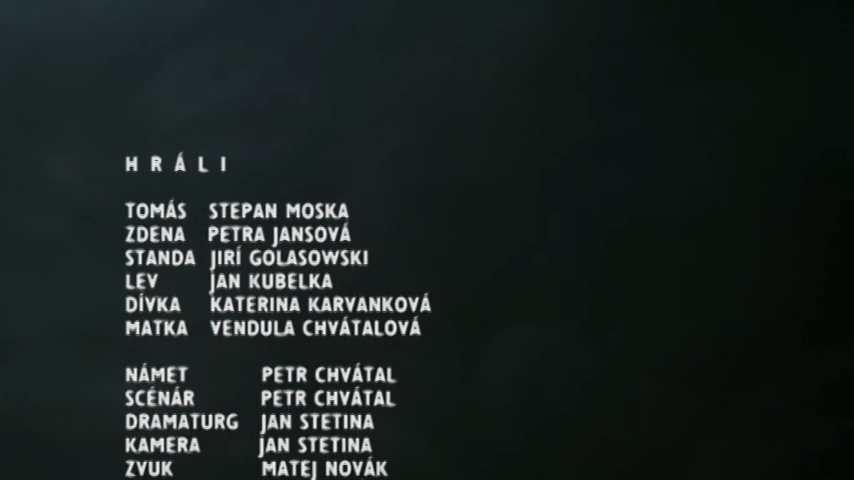 HRÁLI
TOMÁS STEPAN MOSKA
ZDENA PETRA JANSOVÁ
STANDA JIRÍ GOLASOWSKI
LEV JAN KUBELKA
DÍVKA KATERINA KARVANKOVÁ
MATKA VENDULA CHVÁTALOVÁ
NÁMET PETR CHVÁTAL
SCÉNÁR PETR CHVÁTAL
DRAMATURG JAN STETINA
KAMERA JAN STETINA
ZVUK MATEJ NOVÁK